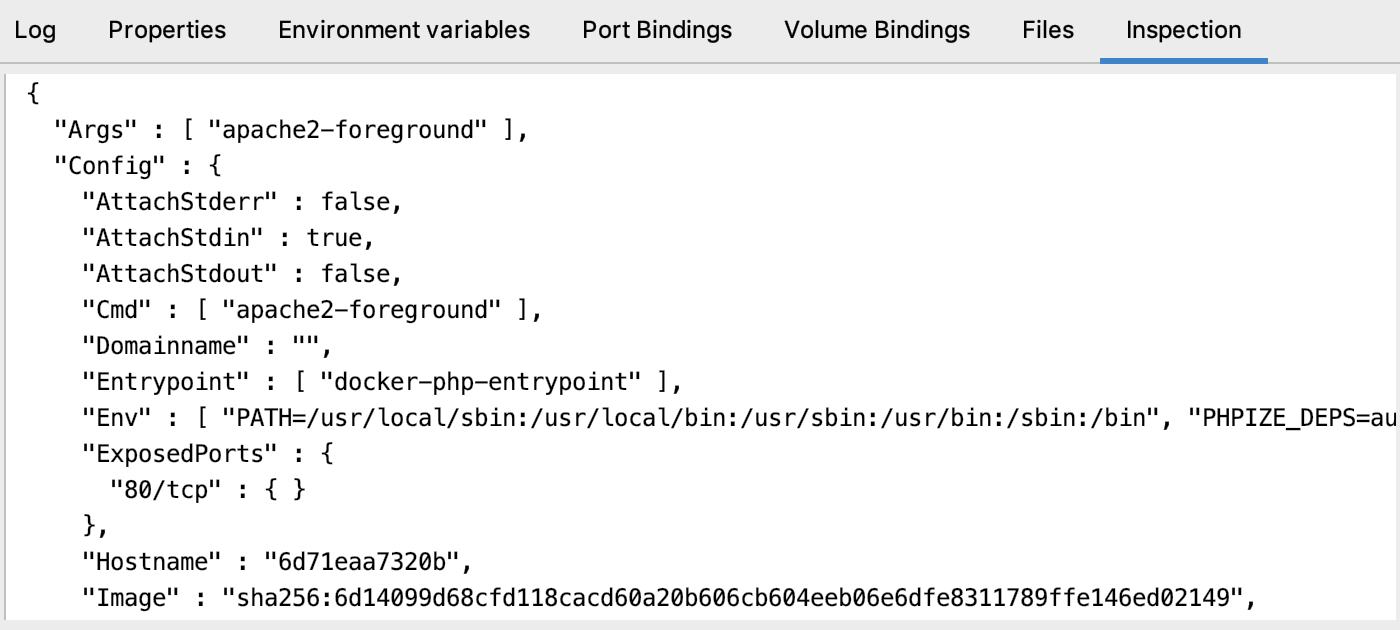 Log Properties Environment variables Port Bindings Volume Bindings Files Inspection
{
"Args" : [ "apache2-foreground" ],
"Config" : {
"AttachStderr" : false,
"AttachStdin" : true,
"AttachStdout" : false,
"Cmd" : [ "apache2-foreground" ],
"Domainname" : "",
"Entrypoint" : [ "docker-php-entrypoint" ],
"Env" : [ "PATH=/usr/local/sbin:/usr/local/bin:/usr/sbin:/usr/bin:/sbin:/bin", "PHPIZE_DEPS=au
"ExposedPorts" : {
"80/tcp" : { }
},
"Hostname" : "6d71eaa7320b",
"Image" : "sha256:6d14099d68cfd118cacd60a20b606cb604eeb06e6dfe8311789ffe146ed02149",